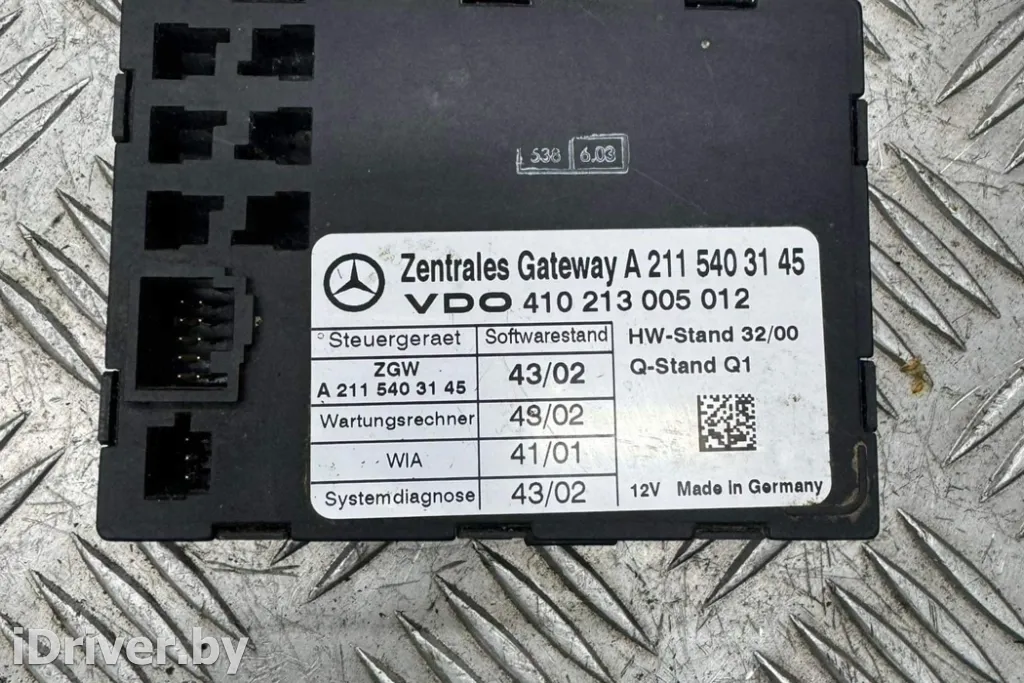 538 6.03
Zentrales Gateway A 211 540 31 45
VDO 410 213 005 012
Steuergeraet Softwarestand HW-Stand 32/00
ZGW
A 211 540 31 45 43/02 Q-Stand Q1
Wartungsrechner 43/02
WIA 41/01
Systemdiagnose 43/02 12V Made in Germany
iDriver.by